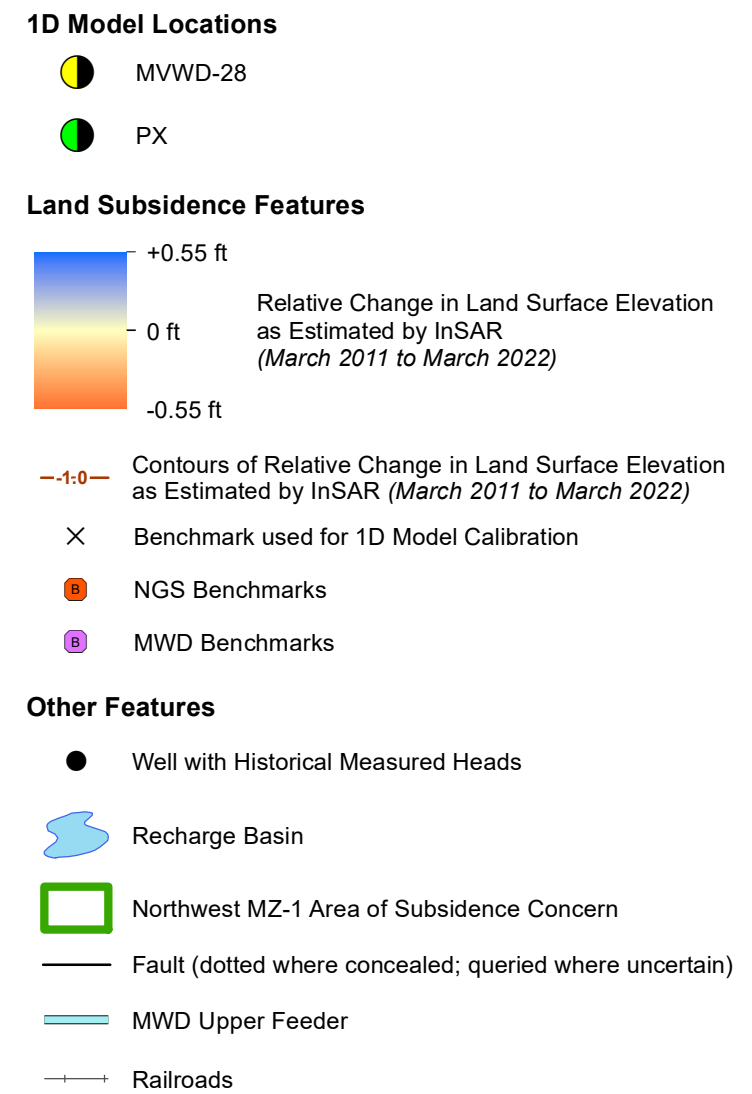 1D Model Locations
MVWD-28
PX
Land Subsidence Features
+0.55 ft
0 ft
-0.55 ft
Relative Change in Land Surface Elevation
as Estimated by InSAR
(March 2011 to March 2022)
-1.0
Contours of Relative Change in Land Surface Elevation
as Estimated by InSAR (March 2011 to March 2022)
Benchmark used for 1D Model Calibration
B
NGS Benchmarks
B
MWD Benchmarks
Other Features
Well with Historical Measured Heads
Recharge Basin
Northwest MZ-1 Area of Subsidence Concern
Fault (dotted where concealed; queried where uncertain)
MWD Upper Feeder
Railroads